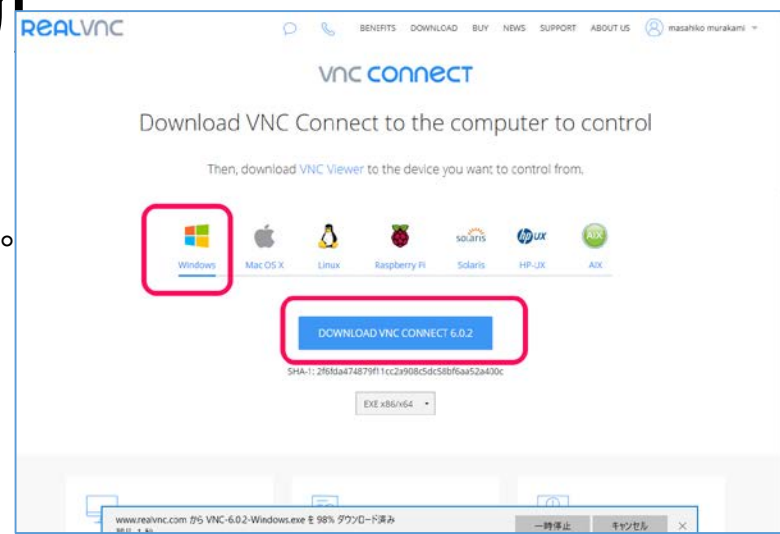 REALVNC
BENEFITS DOWNLOAD BUY NEWS SUPPORT ABOUT US masahiko murakami
VNC CONNECT
Download VNC Connect to the computer to control
Then, download VNC Viewer to the device you want to control from.
solaris hp ux AIX
Windows Mac OS X Linux Raspberry Pi Solaris HP-UX AIX
DOWNLOAD VNC CONNECT 6.0.2
SHA-1: 2f6fda474879f11cc2a908c5dc58bf6aa52a400c
EXE x86/x64
www.realvnc.com から VNC-6.0.2-Windows.exe を 98% ダウンロード済み
一時停止 キャンセル